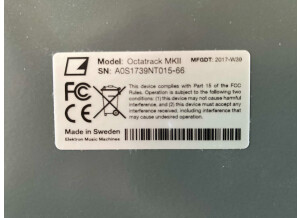 Model: Octatrack MKII
MFGDT: 2017-W39
SN: A0S1739NT015-66
FC CE
This device complies with Part 15 of the FCC
Rules. Operation is subject to the following two
conditions: (1) this device may not cause harmful
interference, and (2) this device must accept any
interference received, including interference that
may cause undesired operation.
Made in Sweden
Elektron Music Machines